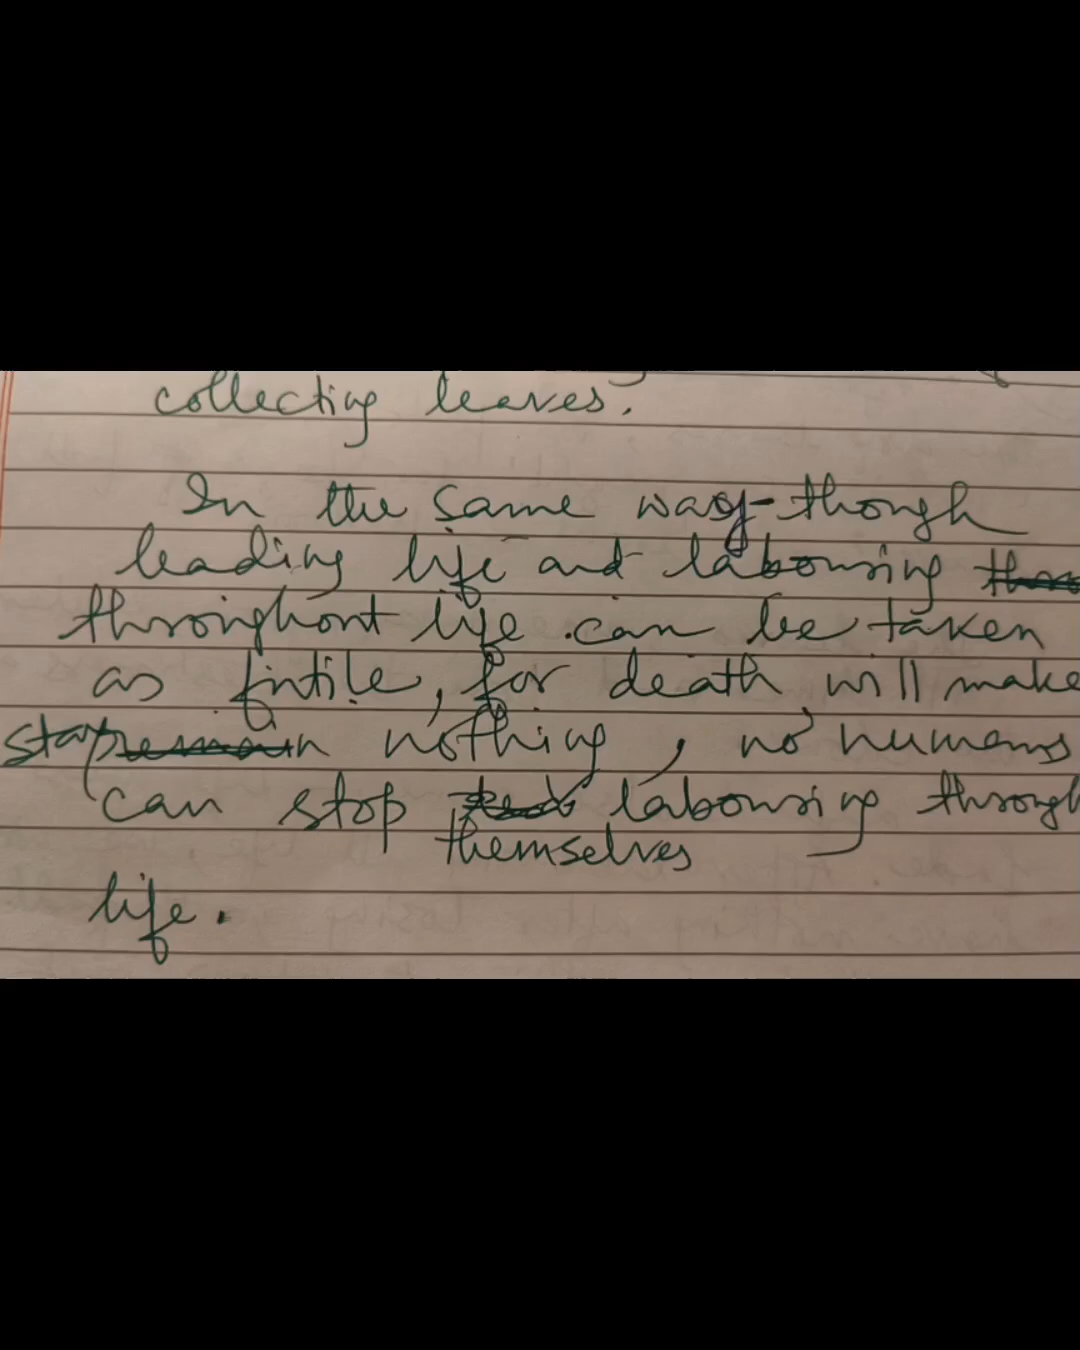 collecting leaves.
In the same way - though
leading life and labouring
throughout life can be taken
as futile, for death will make
stay nothing, no humans
can stop labouring through
themselves
life.